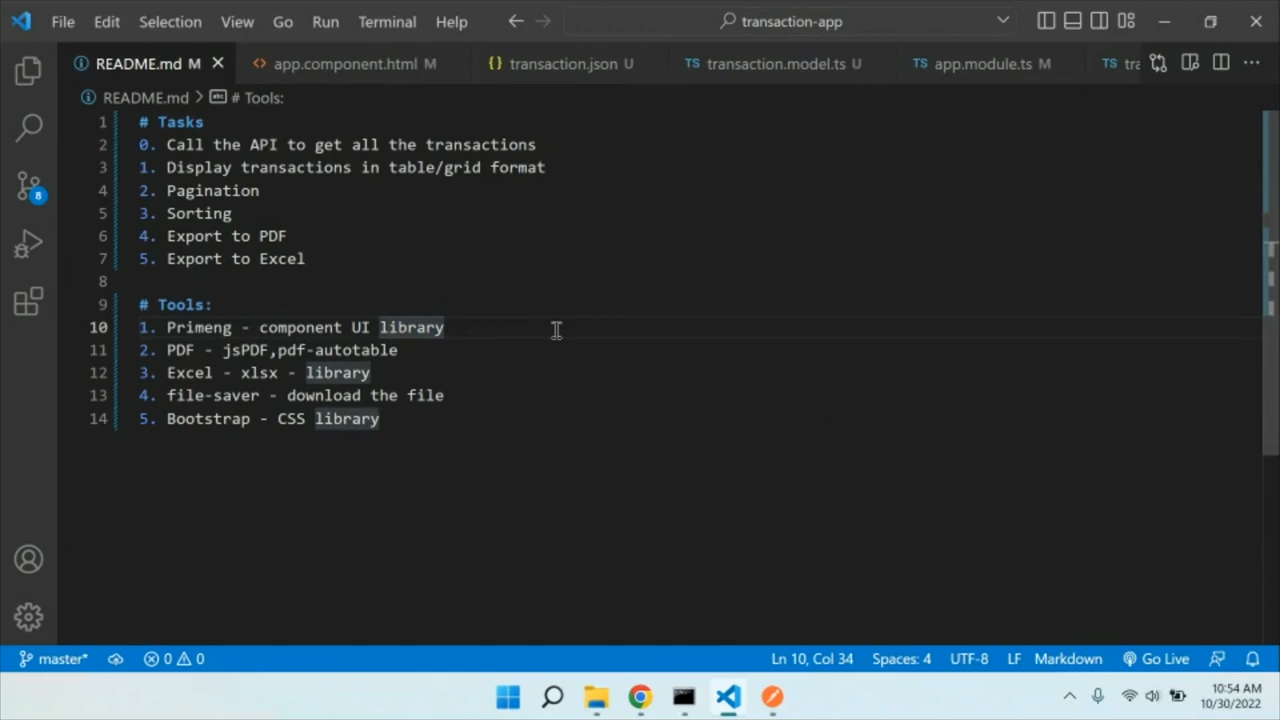 File Edit Selection View Go Run Terminal Help transaction-app
README.md M app.component.html M transaction.json U transaction.model.ts U app.module.ts M tra
README.md > # Tools:
1 # Tasks
2 0. Call the API to get all the transactions
3 1. Display transactions in table/grid format
4 2. Pagination
5 3. Sorting
6 4. Export to PDF
7 5. Export to Excel
8
9 # Tools:
10 1. Primeng - component UI library
11 2. PDF - jsPDF,pdf-autotable
12 3. Excel - xlsx - library
13 4. file-saver - download the file
14 5. Bootstrap - CSS library
8
master* 0 0 Ln 10, Col 34 Spaces: 4 UTF-8 LF Markdown Go Live
10:54 AM
10/30/2022